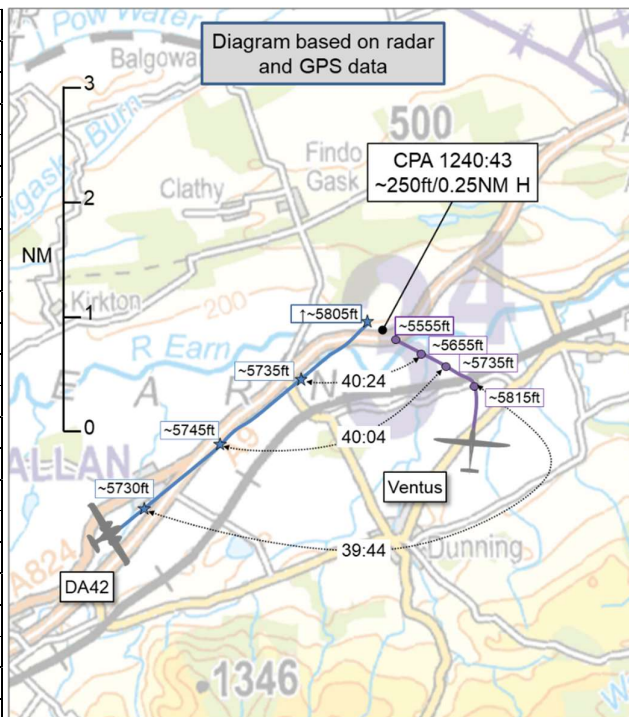 Diagram based on radar
and GPS data
Pow Water
Balgowa
Burn
3
500
Findo
Gask
CPA 1240:43
~250ft/0.25NM H
Clathy
2
NM
Kirkton
200
1
↑~5805ft
~5555ft
R Earn
~5655ft
~5735ft
~5735ft
E A R N
40:24
~5815ft
0
~5745ft
A9
40:04
ALLAN
Ventus
~5730ft
39:44
Dunning
A824
DA42
1346